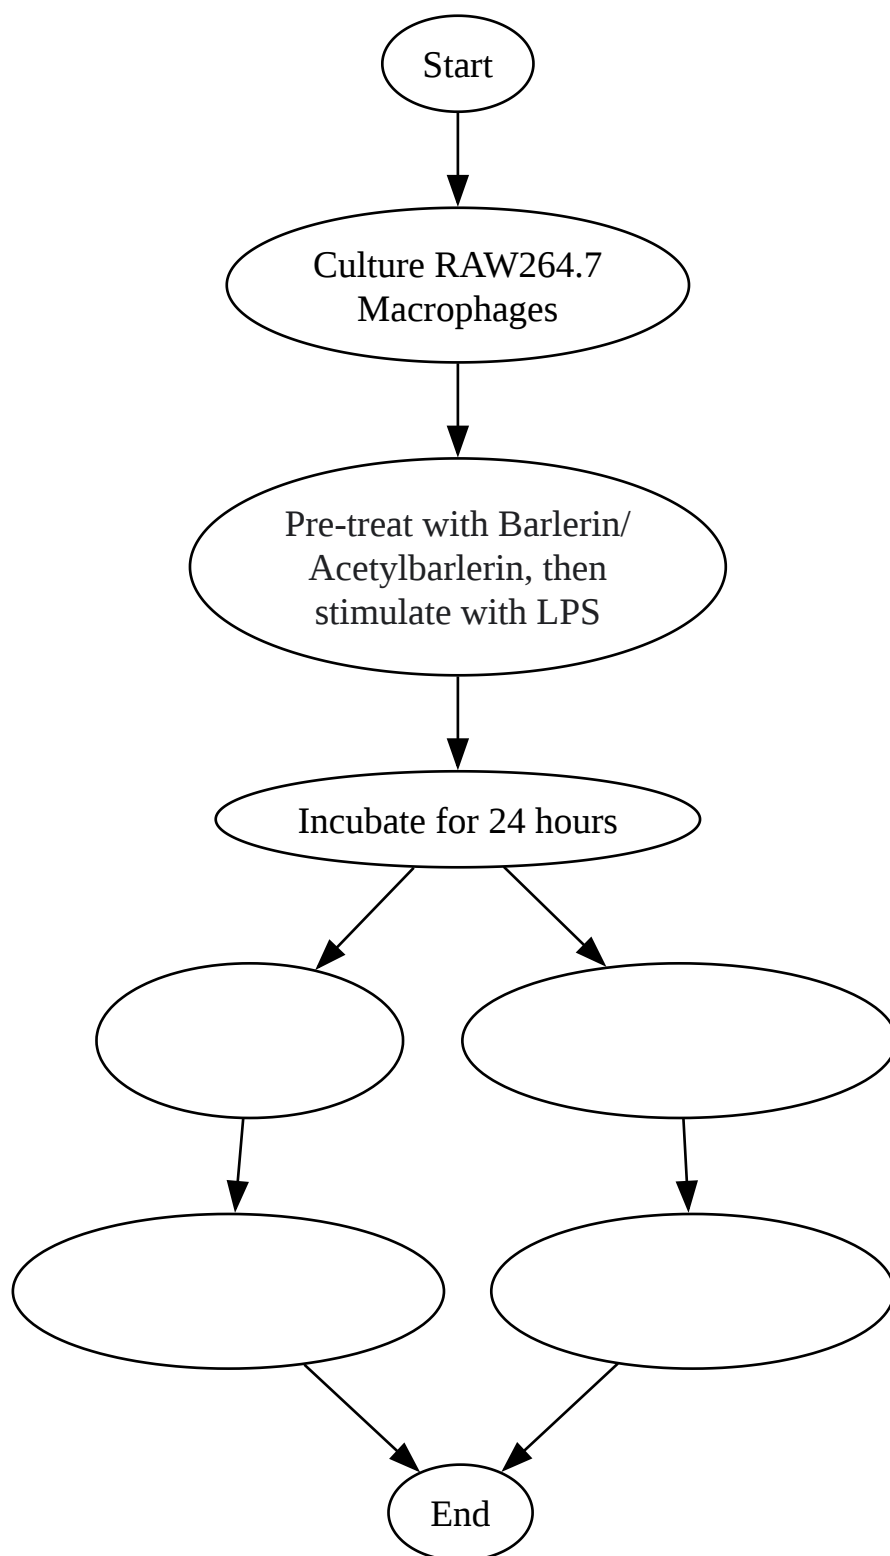 Start
Culture RAW264.7
Macrophages
Pre-treat with Barlerin/
Acetylbarlerin, then
stimulate with LPS
Incubate for 24 hours
End